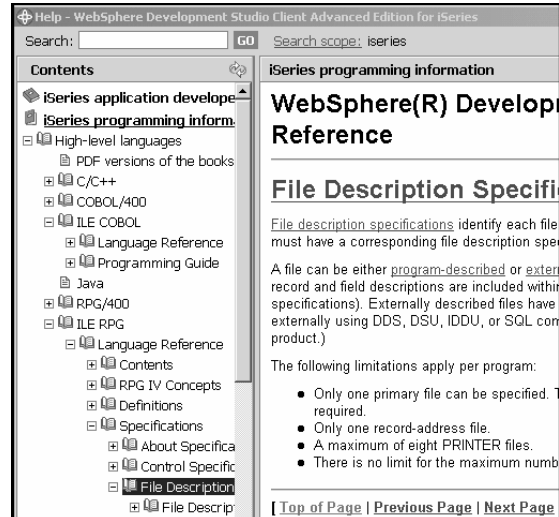 Help - WebSphere Development Studio Client Advanced Edition for iSeries
Search: GO Search scope: iseries
Contents
iSeries application develope
iSeries programming inform
High-level languages
PDF versions of the books
C/C++
COBOL/400
ILE COBOL
Language Reference
Programming Guide
Java
RPG/400
ILE RPG
Language Reference
Contents
RPG IV Concepts
Definitions
Specifications
About Specifica
Control Specific
File Description
File Descrip
iSeries programming information
WebSphere(R) Develop
Reference
File Description Specifi
File description specifications identify each file
must have a corresponding file description spe
A file can be either program-described or extern
record and field descriptions are included within
specifications). Externally described files have
externally using DDS, DSU, IDDU, or SQL com
product.)
The following limitations apply per program:
● Only one primary file can be specified. T
required.
● Only one record-address file.
● A maximum of eight PRINTER files.
● There is no limit for the maximum numb
[ Top of Page | Previous Page | Next Page